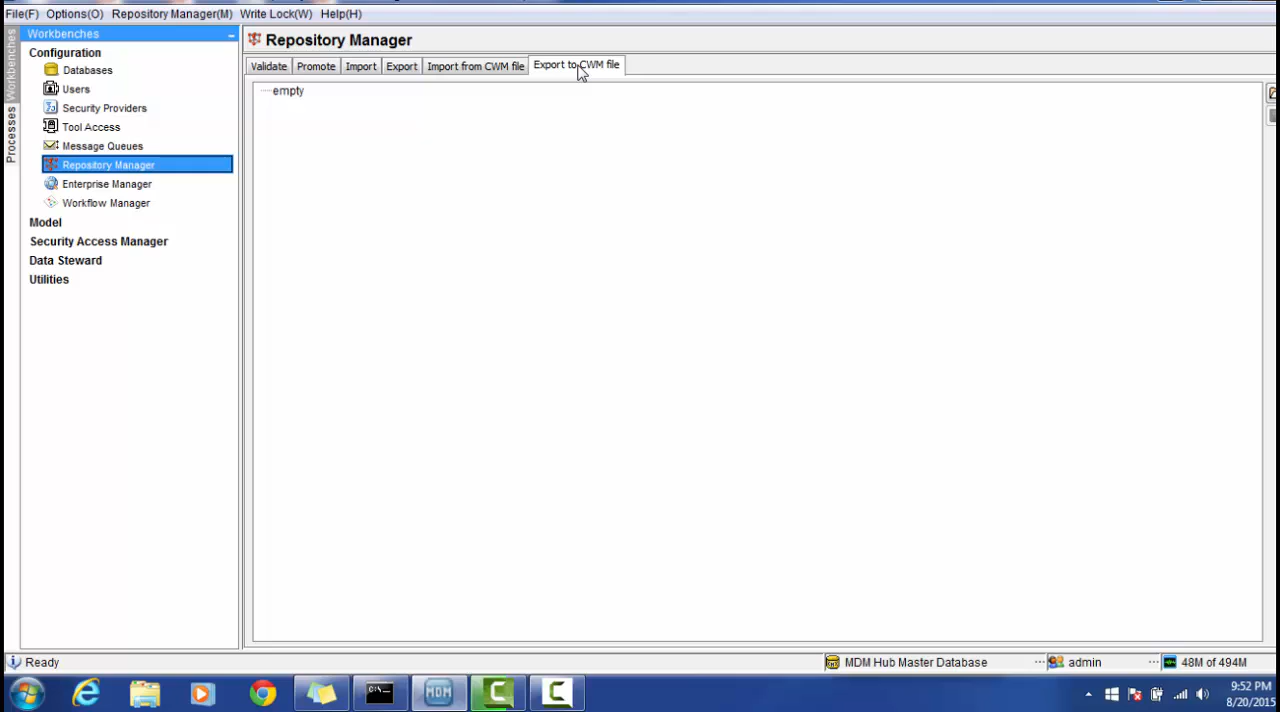 File(F) Options(O) Repository Manager(M) Write Lock(W) Help(H)
Workbenches
Processes
Workbenches
Configuration
Databases
Users
Security Providers
Tool Access
Message Queues
Repository Manager
Enterprise Manager
Workflow Manager
Model
Security Access Manager
Data Steward
Utilities
Repository Manager
Validate Promote Import Export Import from CWM file Export to CWM file
empty
Ready
MDM Hub Master Database admin 48M of 494M
C:\_
MDM
9:52 PM
8/20/2015